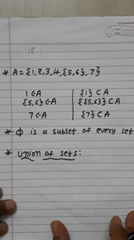 18
* A = {1,2,3,4,{5,6},7}
1 ∈ A | {1} ⊂ A
{5,6} ∈ A | {{5,6}} ⊂ A
7 ∈ A | {7} ⊂ A
* ϕ is a subset of every set
* union of sets: